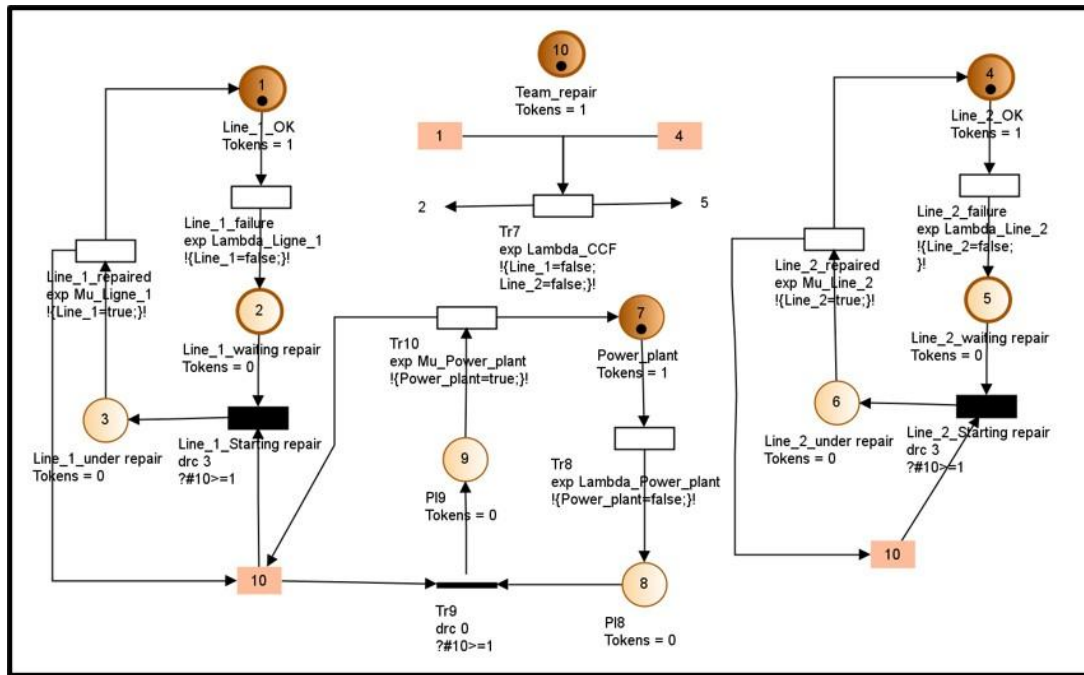 1
Line_1_OK
Tokens = 1
Line_1_failure
exp Lambda_Ligne_1
!{Line_1=false;}!
Line_1_repaired
exp Mu_Ligne_1
!{Line_1=true;}!
2
Line_1_waiting repair
Tokens = 0
3
Line_1_under repair
Tokens = 0
Line_1_Starting repair
drc 3
?#10>=1
10
10
Team_repair
Tokens = 1
1
4
2
5
Tr7
exp Lambda_CCF
!{Line_1=false;
Line_2=false;}!
Tr10
exp Mu_Power_plant
!{Power_plant=true;}!
7
Power_plant
Tokens = 1
Tr8
exp Lambda_Power_plant
!{Power_plant=false;}!
9
Pl9
Tokens = 0
8
Pl8
Tokens = 0
Tr9
drc 0
?#10>=1
4
Line_2_OK
Tokens = 1
Line_2_failure
exp Lambda_Line_2
!{Line_2=false;
}!
Line_2_repaired
exp Mu_Line_2
!{Line_2=true;}!
5
Line_2_waiting repair
Tokens = 0
6
Line_2_under repair
Tokens = 0
Line_2_Starting repair
drc 3
?#10>=1
10